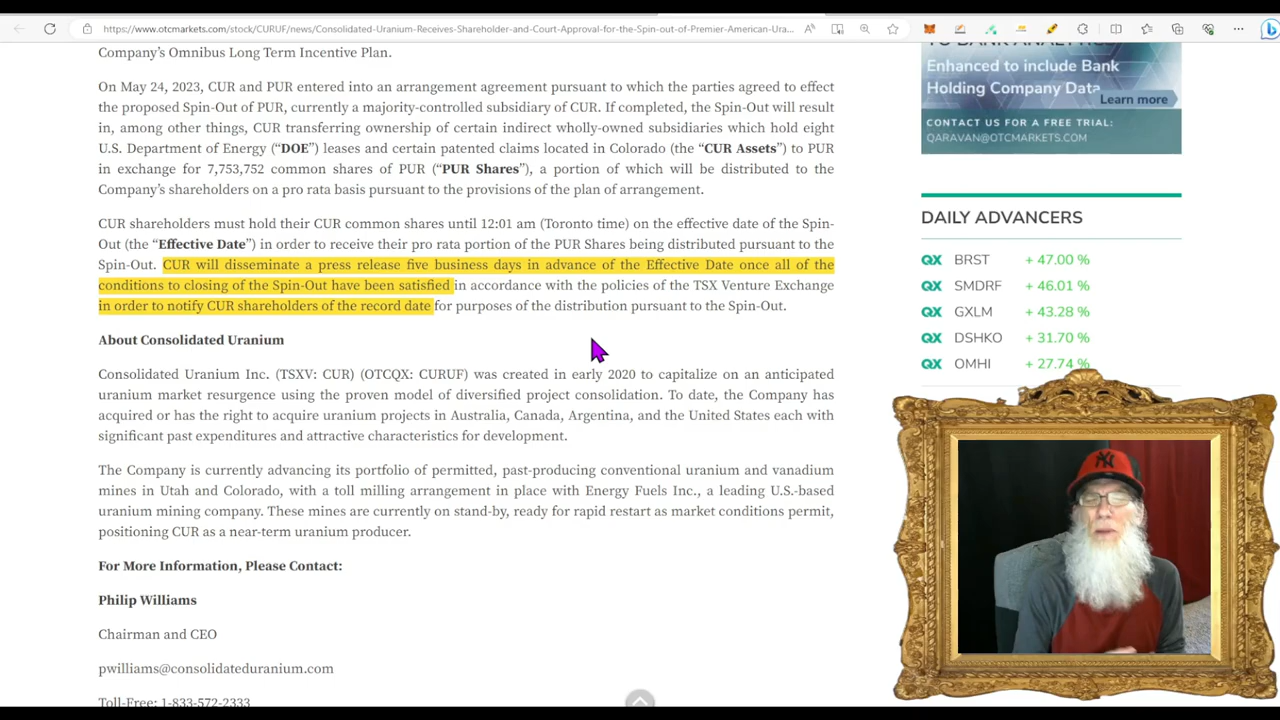 https://www.otcmarkets.com/stock/CURUF/news/Consolidated-Uranium-Receives-Shareholder-and-Court-Approval-for-the-Spin-out-of-Premier-American-Ura...
Company's Omnibus Long Term Incentive Plan.
On May 24, 2023, CUR and PUR entered into an arrangement agreement pursuant to which the parties agreed to effect
the proposed Spin-Out of PUR, currently a majority-controlled subsidiary of CUR. If completed, the Spin-Out will result
in, among other things, CUR transferring ownership of certain indirect wholly-owned subsidiaries which hold eight
U.S. Department of Energy (“DOE”) leases and certain patented claims located in Colorado (the “CUR Assets”) to PUR
in exchange for 7,753,752 common shares of PUR (“PUR Shares”), a portion of which will be distributed to the
Company's shareholders on a pro rata basis pursuant to the provisions of the plan of arrangement.
CUR shareholders must hold their CUR common shares until 12:01 am (Toronto time) on the effective date of the Spin-
Out (the “Effective Date”) in order to receive their pro rata portion of the PUR Shares being distributed pursuant to the
Spin-Out. CUR will disseminate a press release five business days in advance of the Effective Date once all of the
conditions to closing of the Spin-Out have been satisfied in accordance with the policies of the TSX Venture Exchange
in order to notify CUR shareholders of the record date for purposes of the distribution pursuant to the Spin-Out.
About Consolidated Uranium
Consolidated Uranium Inc. (TSXV: CUR) (OTCQX: CURUF) was created in early 2020 to capitalize on an anticipated
uranium market resurgence using the proven model of diversified project consolidation. To date, the Company has
acquired or has the right to acquire uranium projects in Australia, Canada, Argentina, and the United States each with
significant past expenditures and attractive characteristics for development.
The Company is currently advancing its portfolio of permitted, past-producing conventional uranium and vanadium
mines in Utah and Colorado, with a toll milling arrangement in place with Energy Fuels Inc., a leading U.S.-based
uranium mining company. These mines are currently on stand-by, ready for rapid restart as market conditions permit,
positioning CUR as a near-term uranium producer.
For More Information, Please Contact:
Philip Williams
Chairman and CEO
pwilliams@consolidateduranium.com
Toll-Free: 1-833-572-2333
TO BANK ANALYTICS
Enhanced to include Bank
Holding Company Data.
Learn more
CONTACT US FOR A FREE TRIAL:
QARAVAN@OTCMARKETS.COM
DAILY ADVANCERS
QX BRST + 47.00 %
QX SMDRF + 46.01 %
QX GXLM + 43.28 %
QX DSHKO + 31.70 %
QX OMHI + 27.74 %